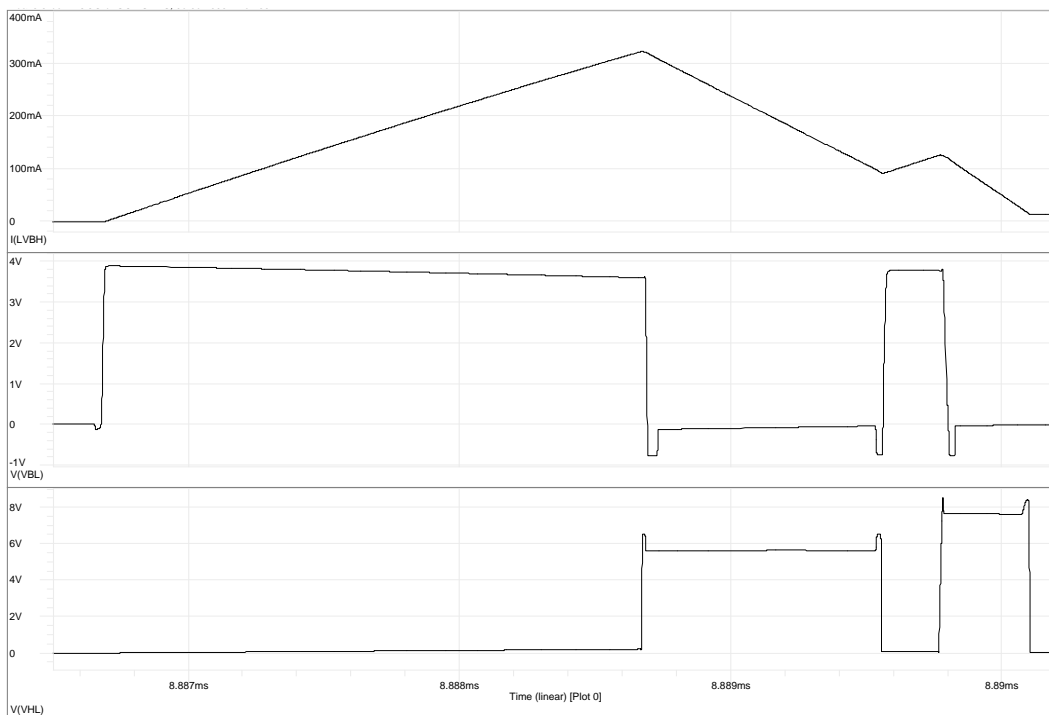 400mA
300mA
200mA
100mA
0
I(LVBH)
4V
3V
2V
1V
0
-1V
V(VBL)
8V
6V
4V
2V
0
8.887ms
8.888ms
8.889ms
8.89ms
Time (linear) [Plot 0]
V(VHL)